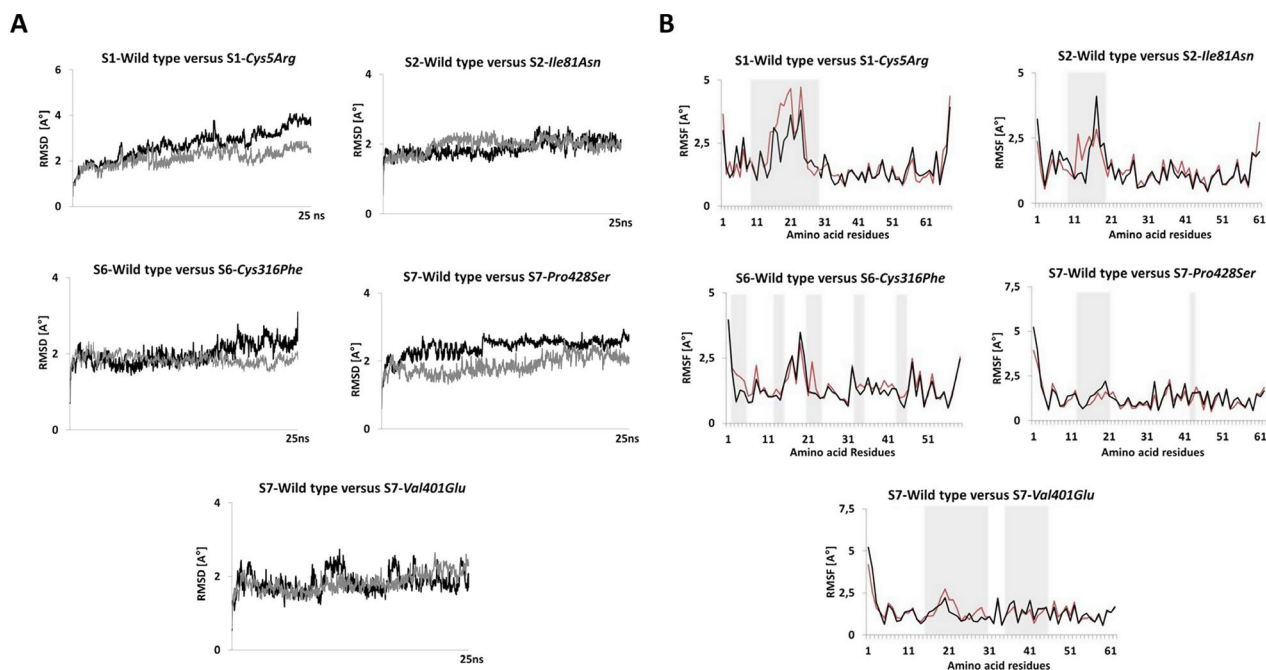 A
S1-Wild type versus S1-Cys5Arg
6
4
2
0
RMSD [A°]
25 ns
S2-Wild type versus S2-Ile81Asn
4
2
0
RMSD [A°]
25ns
S6-Wild type versus S6-Cys316Phe
4
2
0
RMSD [A°]
25ns
S7-Wild type versus S7-Pro428Ser
4
2
0
RMSD [A°]
25ns
S7-Wild type versus S7-Val401Glu
4
2
0
RMSD [A°]
25ns
B
S1-Wild type versus S1-Cys5Arg
5
2,5
0
RMSF [A°]
1 11 21 31 41 51 61
Amino acid residues
S2-Wild type versus S2-Ile81Asn
5
2,5
0
RMSF [A°]
1 11 21 31 41 51 61
Amino acid residues
S6-Wild type versus S6-Cys316Phe
5
2,5
0
RMSF [A°]
1 11 21 31 41 51
Amino acid Residues
S7-Wild type versus S7-Pro428Ser
7,5
5
2,5
0
RMSF [A°]
1 11 21 31 41 51 61
Amino acid residues
S7-Wild type versus S7-Val401Glu
7,5
5
2,5
0
RMSF [A°]
1 11 21 31 41 51 61
Amino acid residues